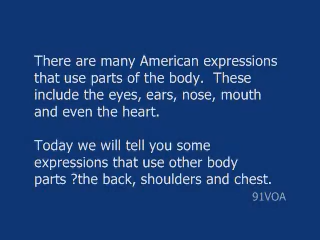 There are many American expressions
that use parts of the body.  These
include the eyes, ears, nose, mouth
and even the heart.
Today we will tell you some
expressions that use other body
parts ?the back, shoulders and chest.
91VOA